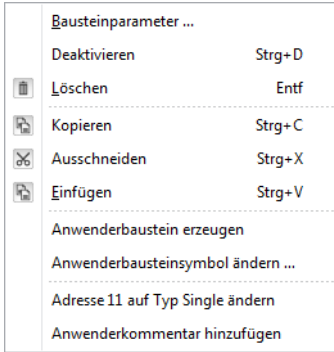 Bausteinparameter ...
Deaktivieren Strg+D
Löschen Entf
Kopieren Strg+C
Ausschneiden Strg+X
Einfügen Strg+V
Anwenderbaustein erzeugen
Anwenderbausteinsymbol ändern ...
Adresse 11 auf Typ Single ändern
Anwenderkommentar hinzufügen